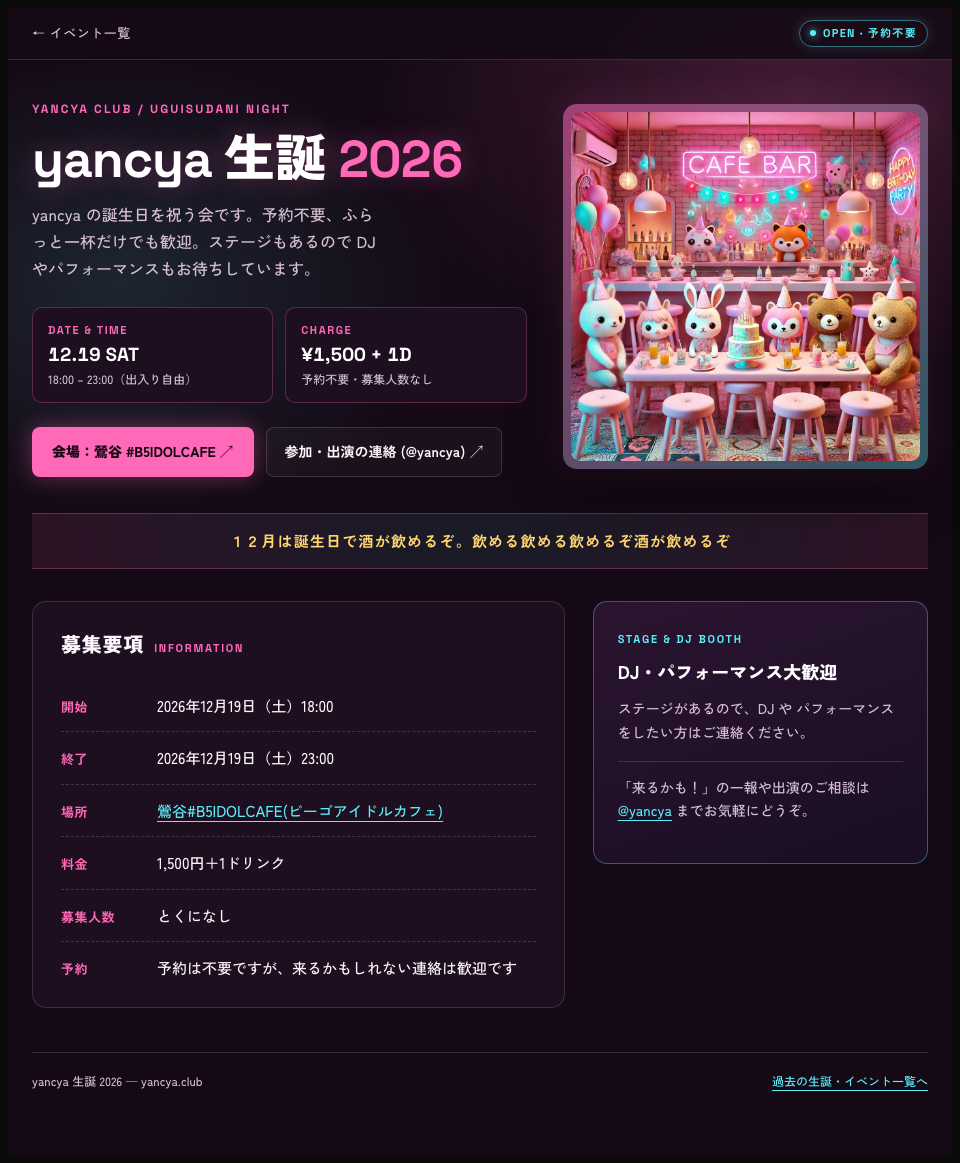 ← イベント一覧
OPEN · 予約不要
YANCYA CLUB / UGUISUDANI NIGHT
yancya 生誕 2026
yancya の誕生日を祝う会です。予約不要、ふら
っと一杯だけでも歓迎。ステージもあるので DJ
やパフォーマンスもお待ちしています。
DATE & TIME
12.19 SAT
18:00 – 23:00（出入り自由）
CHARGE
¥1,500 + 1D
予約不要・募集人数なし
会場：鶯谷 #B5IDOLCAFE ↗
参加・出演の連絡 (@yancya) ↗
CAFE BAR
HAPPY
BIRTHDAY
PARTY
１２月は誕生日で酒が飲めるぞ。飲める飲める飲めるぞ酒が飲めるぞ
募集要項 INFORMATION
開始 2026年12月19日（土）18:00
終了 2026年12月19日（土）23:00
場所 鶯谷#B5IDOLCAFE(ビーゴアイドルカフェ)
料金 1,500円＋1ドリンク
募集人数 とくになし
予約 予約は不要ですが、来るかもしれない連絡は歓迎です
STAGE & DJ BOOTH
DJ・パフォーマンス大歓迎
ステージがあるので、DJ や パフォーマンス
をしたい方はご連絡ください。
「来るかも！」の一報や出演のご相談は
@yancya までお気軽にどうぞ。
yancya 生誕 2026 — yancya.club
過去の生誕・イベント一覧へ